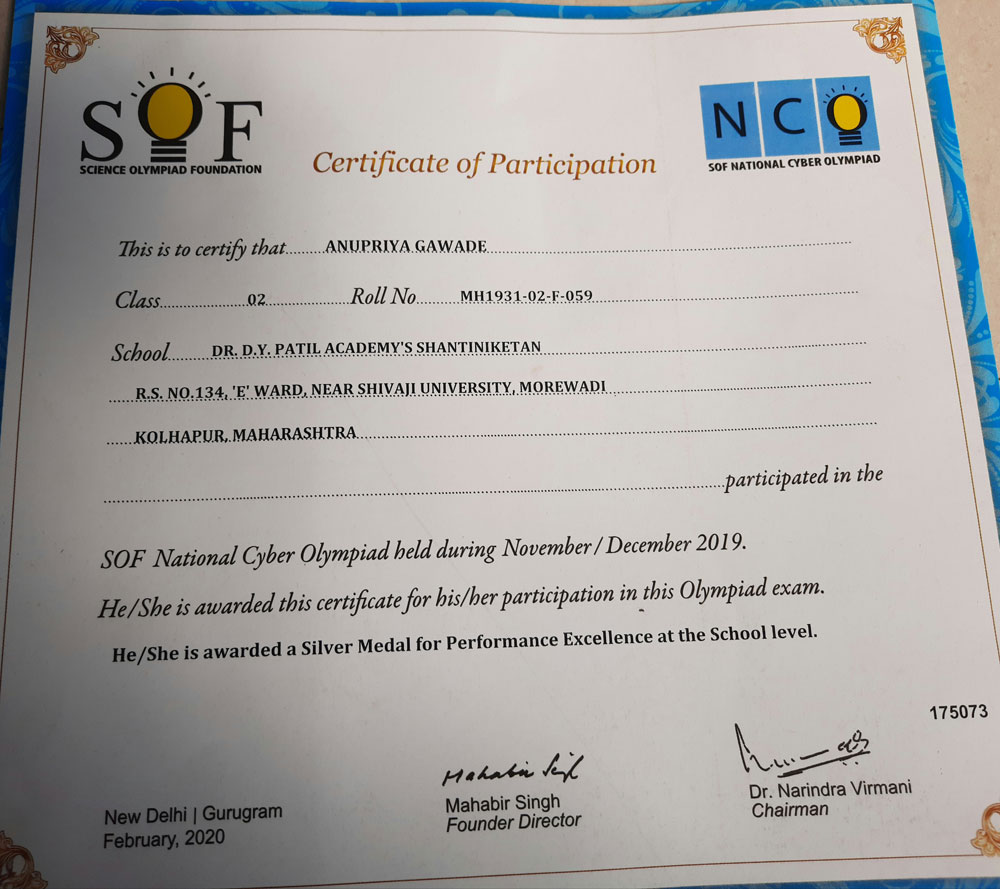 SOF
SCIENCE OLYMPIAD FOUNDATION
NCO
SOF NATIONAL CYBER OLYMPIAD
Certificate of Participation
This is to certify that ANUPRIYA GAWADE
Class 02 Roll No MH1931-02-F-059
School DR. D.Y. PATIL ACADEMY'S SHANTINIKETAN
R.S. NO.134, 'E' WARD, NEAR SHIVAJI UNIVERSITY, MOREWADI
KOLHAPUR, MAHARASHTRA
participated in the
SOF National Cyber Olympiad held during November/December 2019.
He/She is awarded this certificate for his/her participation in this Olympiad exam.
He/She is awarded a Silver Medal for Performance Excellence at the School level.
175073
Mahabir Singh
New Delhi | Gurugram
February, 2020
Mahabir Singh
Founder Director
Dr. Narindra Virmani
Chairman